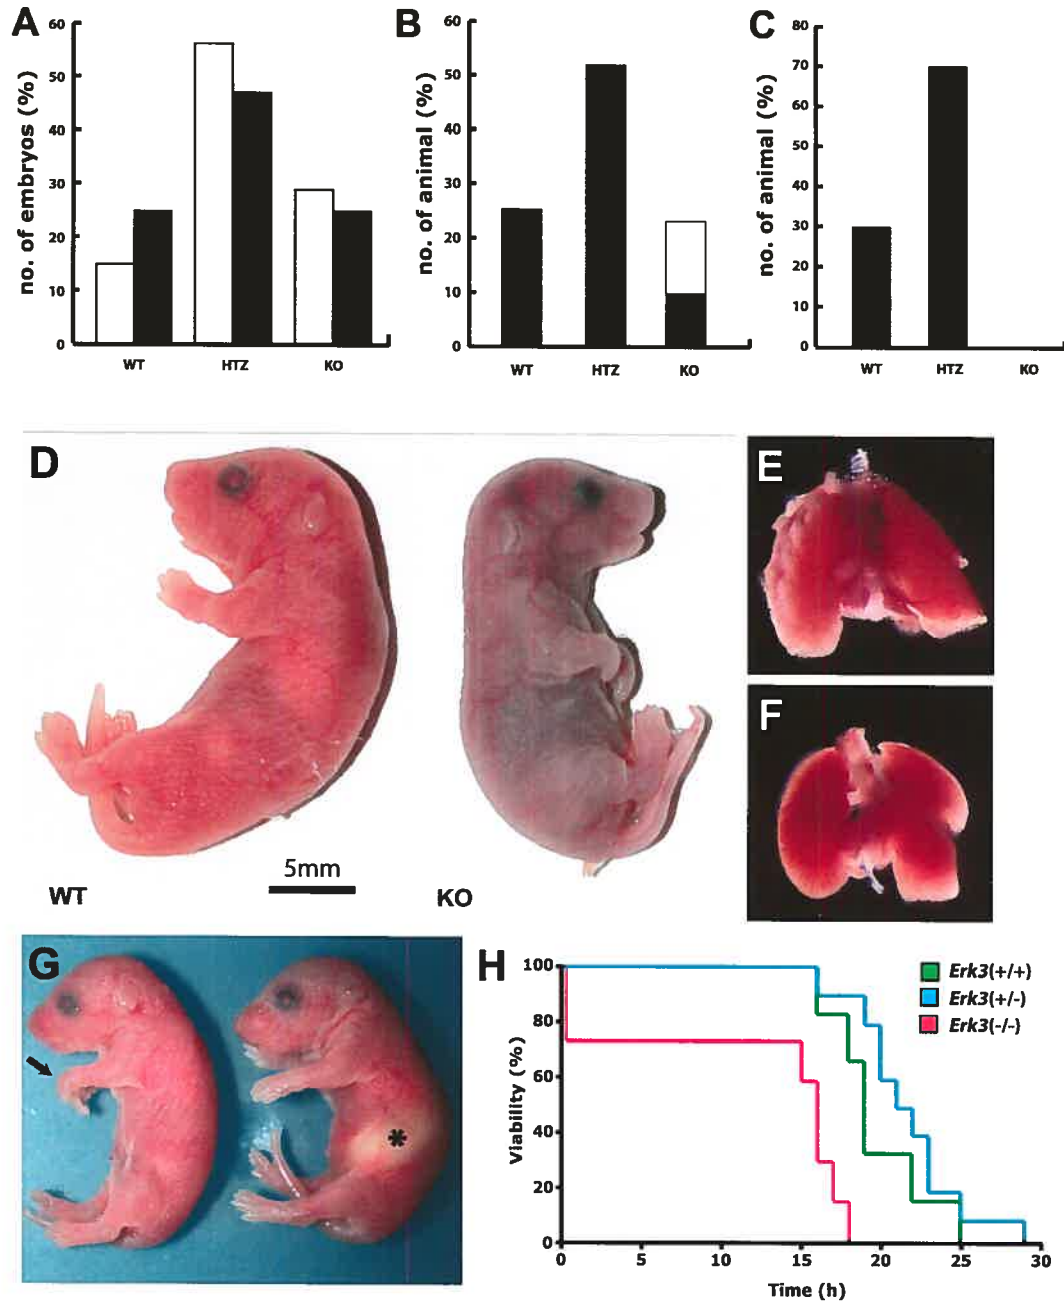 A
no. of embryos (%)
60
50
40
30
20
10
0
WT
HTZ
KO
B
no. of animal (%)
60
50
40
30
20
10
0
WT
HTZ
KO
C
no. of animal (%)
80
70
60
50
40
30
20
10
0
WT
HTZ
KO
D
WT
5mm
KO
E
F
G
*
H
Viability (%)
100
80
60
40
20
0
0 5 10 15 20 25 30
Time (h)
Erk3(+/+)
Erk3(+/-)
Erk3(-/-)